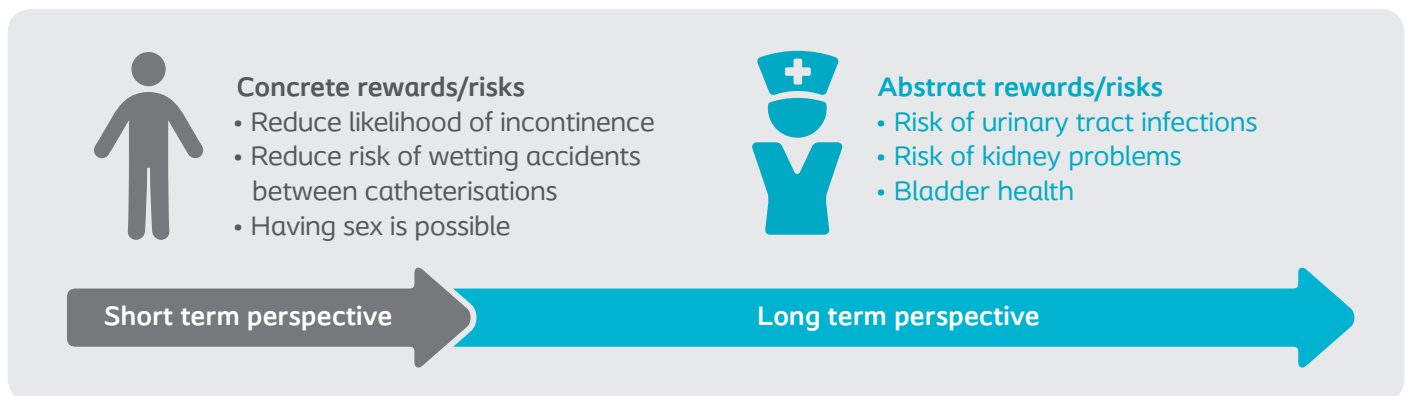 Concrete rewards/risks
• Reduce likelihood of incontinence
• Reduce risk of wetting accidents
between catheterisations
• Having sex is possible
Abstract rewards/risks
• Risk of urinary tract infections
• Risk of kidney problems
• Bladder health
Short term perspective
Long term perspective